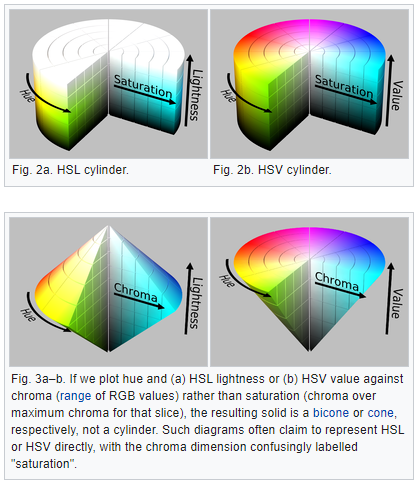 Hue
Saturation
Lightness
Hue
Saturation
Value
Fig. 2a. HSL cylinder.
Fig. 2b. HSV cylinder.
Hue
Chroma
Lightness
Hue
Chroma
Value
Fig. 3a–b. If we plot hue and (a) HSL lightness or (b) HSV value against
chroma (range of RGB values) rather than saturation (chroma over
maximum chroma for that slice), the resulting solid is a bicone or cone,
respectively, not a cylinder. Such diagrams often claim to represent HSL
or HSV directly, with the chroma dimension confusingly labelled
"saturation".